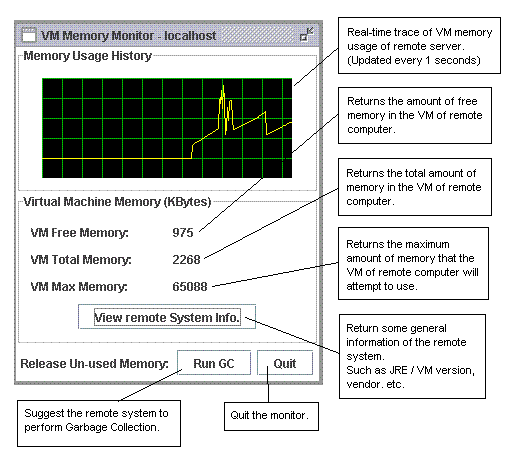 VM Memory Monitor - localhost
Memory Usage History
Real-time trace of VM memory
usage of remote server.
(Updated every 1 seconds)
Returns the amount of free
memory in the VM of remote
computer.
Virtual Machine Memory (KBytes)
VM Free Memory: 975
VM Total Memory: 2268
VM Max Memory: 65088
Returns the total amount of
memory in the VM of remote
computer.
Returns the maximum
amount of memory that the
VM of remote computer will
attempt to use.
View remote System Info.
Return some general
information of the remote
system.
Such as JRE / VM version,
vendor. etc.
Release Un-used Memory: Run GC Quit
Suggest the remote system to
perform Garbage Collection.
Quit the monitor.